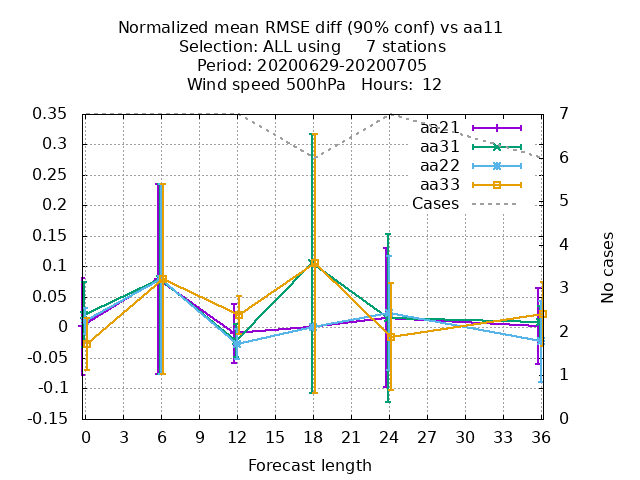 Normalized mean RMSE diff (90% conf) vs aa11
Selection: ALL using     7 stations
Period: 20200629-20200705
Wind speed 500hPa   Hours:  12
0.35
0.3
0.25
0.2
0.15
0.1
0.05
0
-0.05
-0.1
-0.15
aa21
aa31
aa22
aa33
Cases
7
6
5
4
3
2
1
0
No cases
0 3 6 9 12 15 18 21 24 27 30 33 36
Forecast length